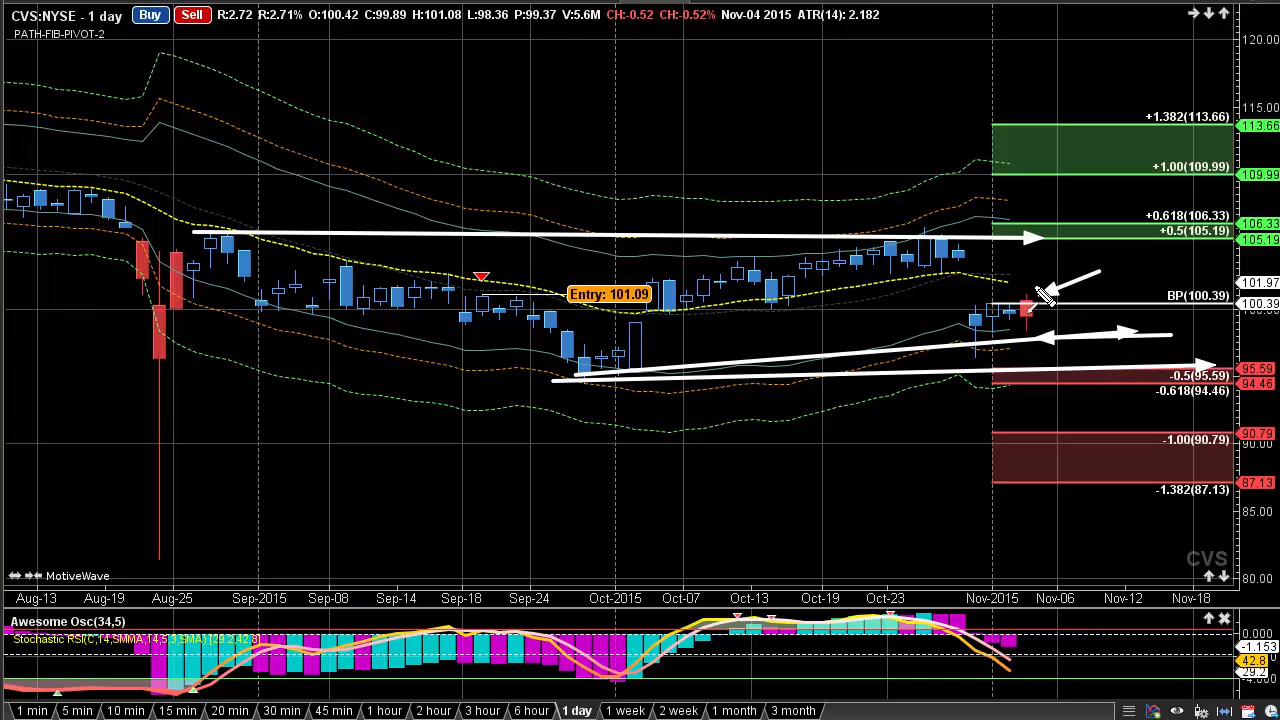 CVS:NYSE - 1 day Buy Sell R:2.72 R:2.71% O:100.42 C:99.89 H:101.08 L:98.36 P:99.37 V:5.6M CH:-0.52 CH:-0.52% Nov-04 2015 ATR(14): 2.182
PATH-FIB-PIVOT-2
120.00
115.00
+1.382(113.66) 113.66
+1.00(109.99) 109.99
+0.618(106.33) 106.33
+0.5(105.19) 105.19
101.97
Entry: 101.09
BP(100.39) 100.39
-0.5(95.59) 95.59
-0.618(94.46) 94.46
90.79
-1.00(90.79) 90.00
87.13
-1.382(87.13)
85.00
CVS
MotiveWave
80.00
Aug-13 Aug-19 Aug-25 Sep-2015 Sep-08 Sep-14 Sep-18 Sep-24 Oct-2015 Oct-07 Oct-13 Oct-19 Oct-23 Nov-2015 Nov-06 Nov-12 Nov-18
Awesome Osc(34,5)
Stochastic RSI(C,14,SMMA,14,5,3,SMA) [29.2,42.8]
0.000
-1.153
42.8
29.2
1 min 5 min 10 min 15 min 20 min 30 min 45 min 1 hour 2 hour 3 hour 6 hour 1 day 1 week 2 week 1 month 3 month